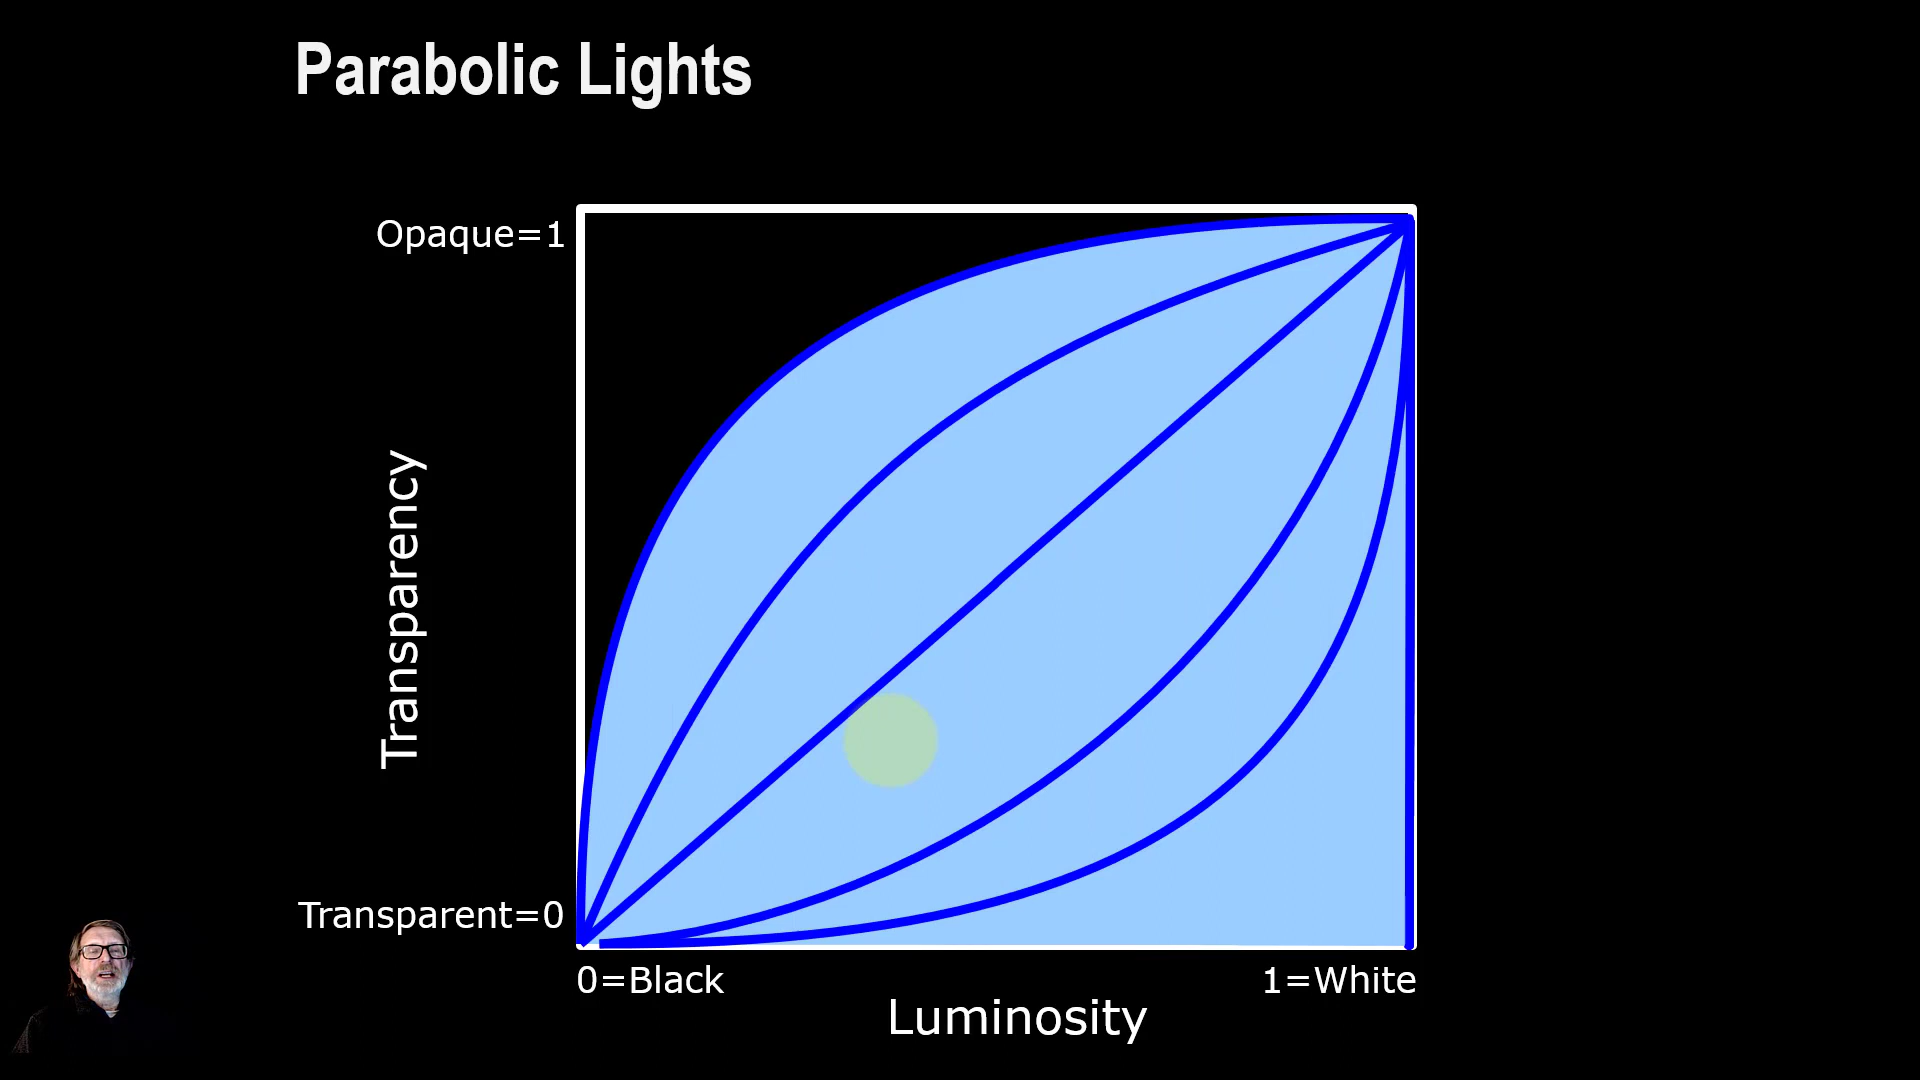 Parabolic Lights
Opaque=1
Transparency
Transparent=0
0=Black
1=White
Luminosity